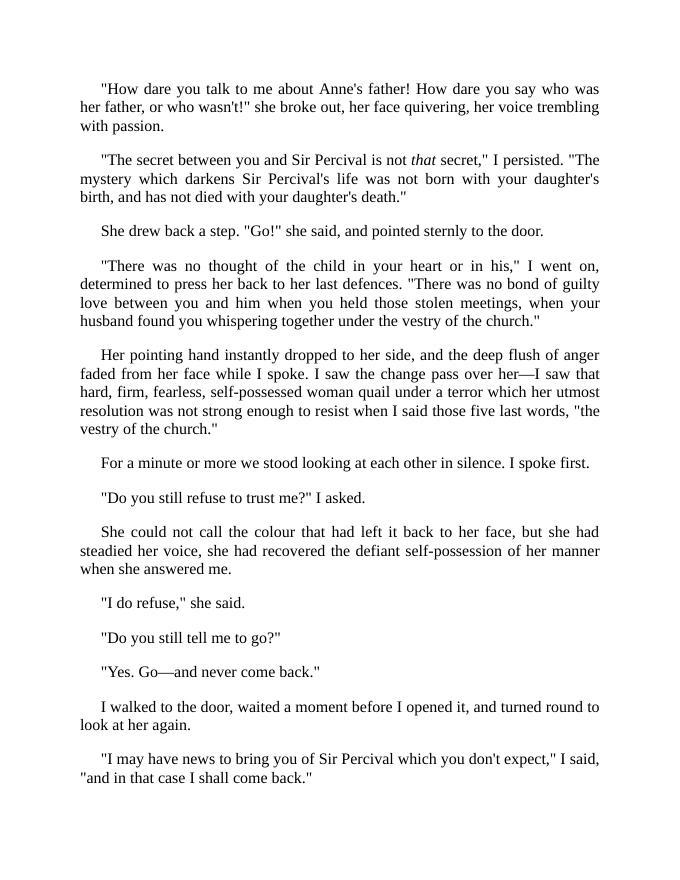 "How dare you talk to me about Anne's father! How dare you say who was
her father, or who wasn't!" she broke out, her face quivering, her voice trembling
with passion.
"The secret between you and Sir Percival is not that secret," I persisted. "The
mystery which darkens Sir Percival's life was not born with your daughter's
birth, and has not died with your daughter's death."
She drew back a step. "Go!" she said, and pointed sternly to the door.
"There was no thought of the child in your heart or in his," I went on,
determined to press her back to her last defences. "There was no bond of guilty
love between you and him when you held those stolen meetings, when your
husband found you whispering together under the vestry of the church."
Her pointing hand instantly dropped to her side, and the deep flush of anger
faded from her face while I spoke. I saw the change pass over her—I saw that
hard, firm, fearless, self-possessed woman quail under a terror which her utmost
resolution was not strong enough to resist when I said those five last words, "the
vestry of the church."
For a minute or more we stood looking at each other in silence. I spoke first.
"Do you still refuse to trust me?" I asked.
She could not call the colour that had left it back to her face, but she had
steadied her voice, she had recovered the defiant self-possession of her manner
when she answered me.
"I do refuse," she said.
"Do you still tell me to go?"
"Yes. Go—and never come back."
I walked to the door, waited a moment before I opened it, and turned round to
look at her again.
"I may have news to bring you of Sir Percival which you don't expect," I said,
"and in that case I shall come back."